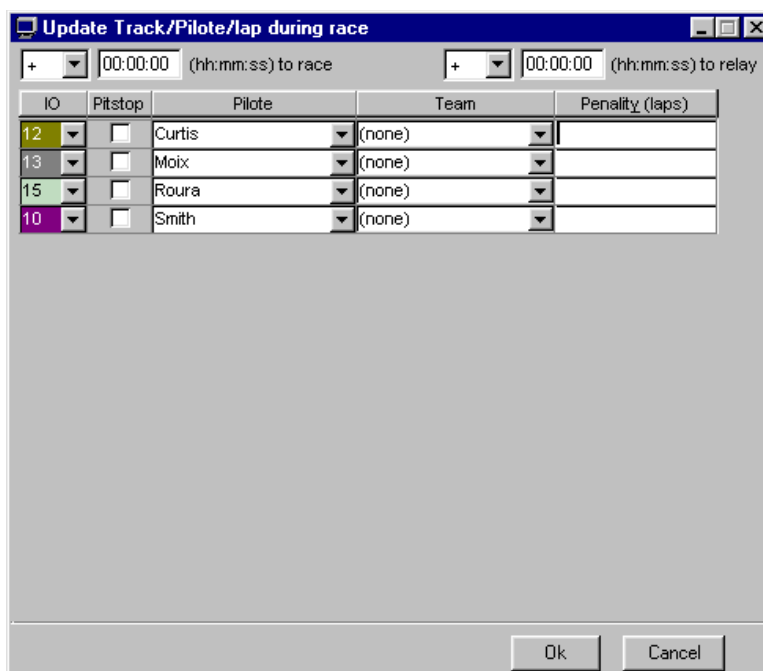 Update Track/Pilote/lap during race
+ 00:00:00 (hh:mm:ss) to race + 00:00:00 (hh:mm:ss) to relay
IO Pitstop Pilote Team Penality (laps)
12 Curtis (none)
13 Moix (none)
15 Roura (none)
10 Smith (none)
Ok Cancel